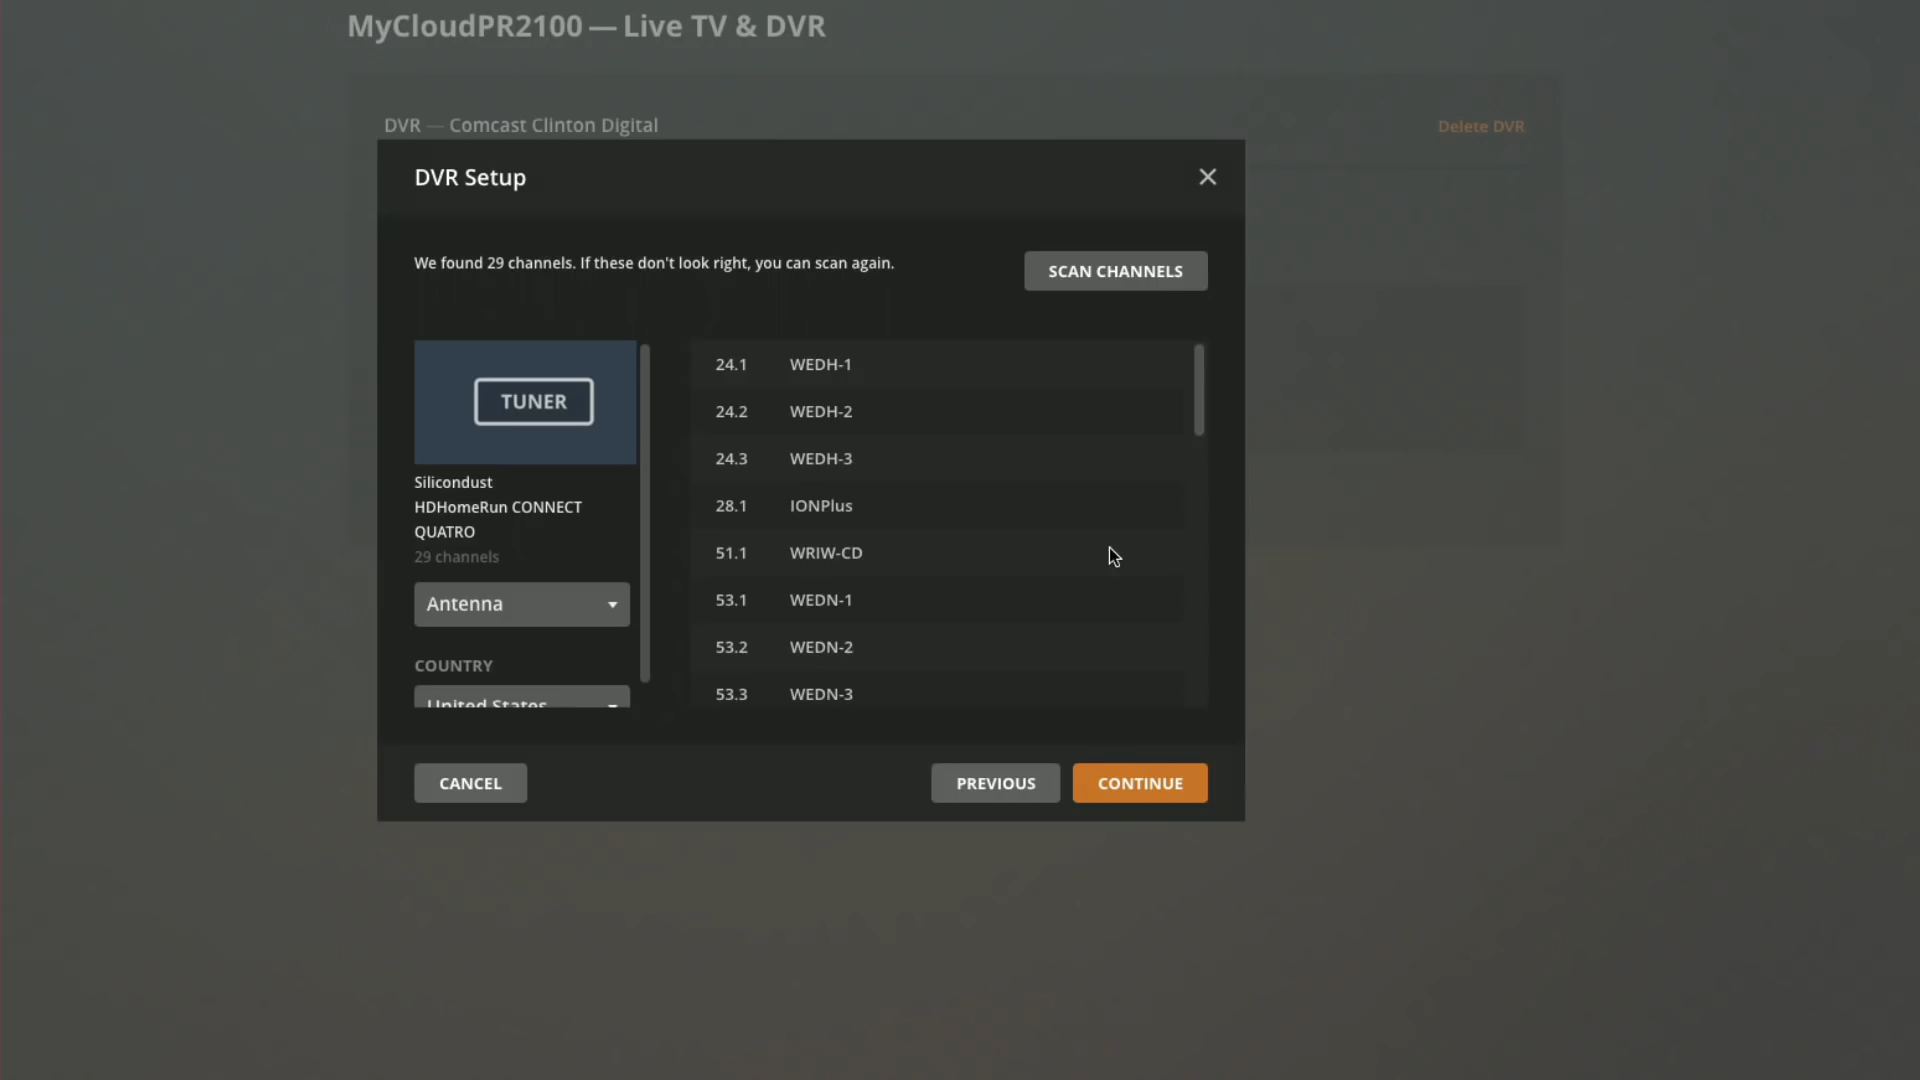 MyCloudPR2100 — Live TV & DVR
DVR — Comcast Clinton Digital
Delete DVR
DVR Setup
We found 29 channels. If these don't look right, you can scan again.
SCAN CHANNELS
TUNER
Silicondust
HDHomeRun CONNECT
QUATRO
29 channels
Antenna
COUNTRY
United States
24.1 WEDH-1
24.2 WEDH-2
24.3 WEDH-3
28.1 IONPlus
51.1 WRIW-CD
53.1 WEDN-1
53.2 WEDN-2
53.3 WEDN-3
CANCEL
PREVIOUS
CONTINUE